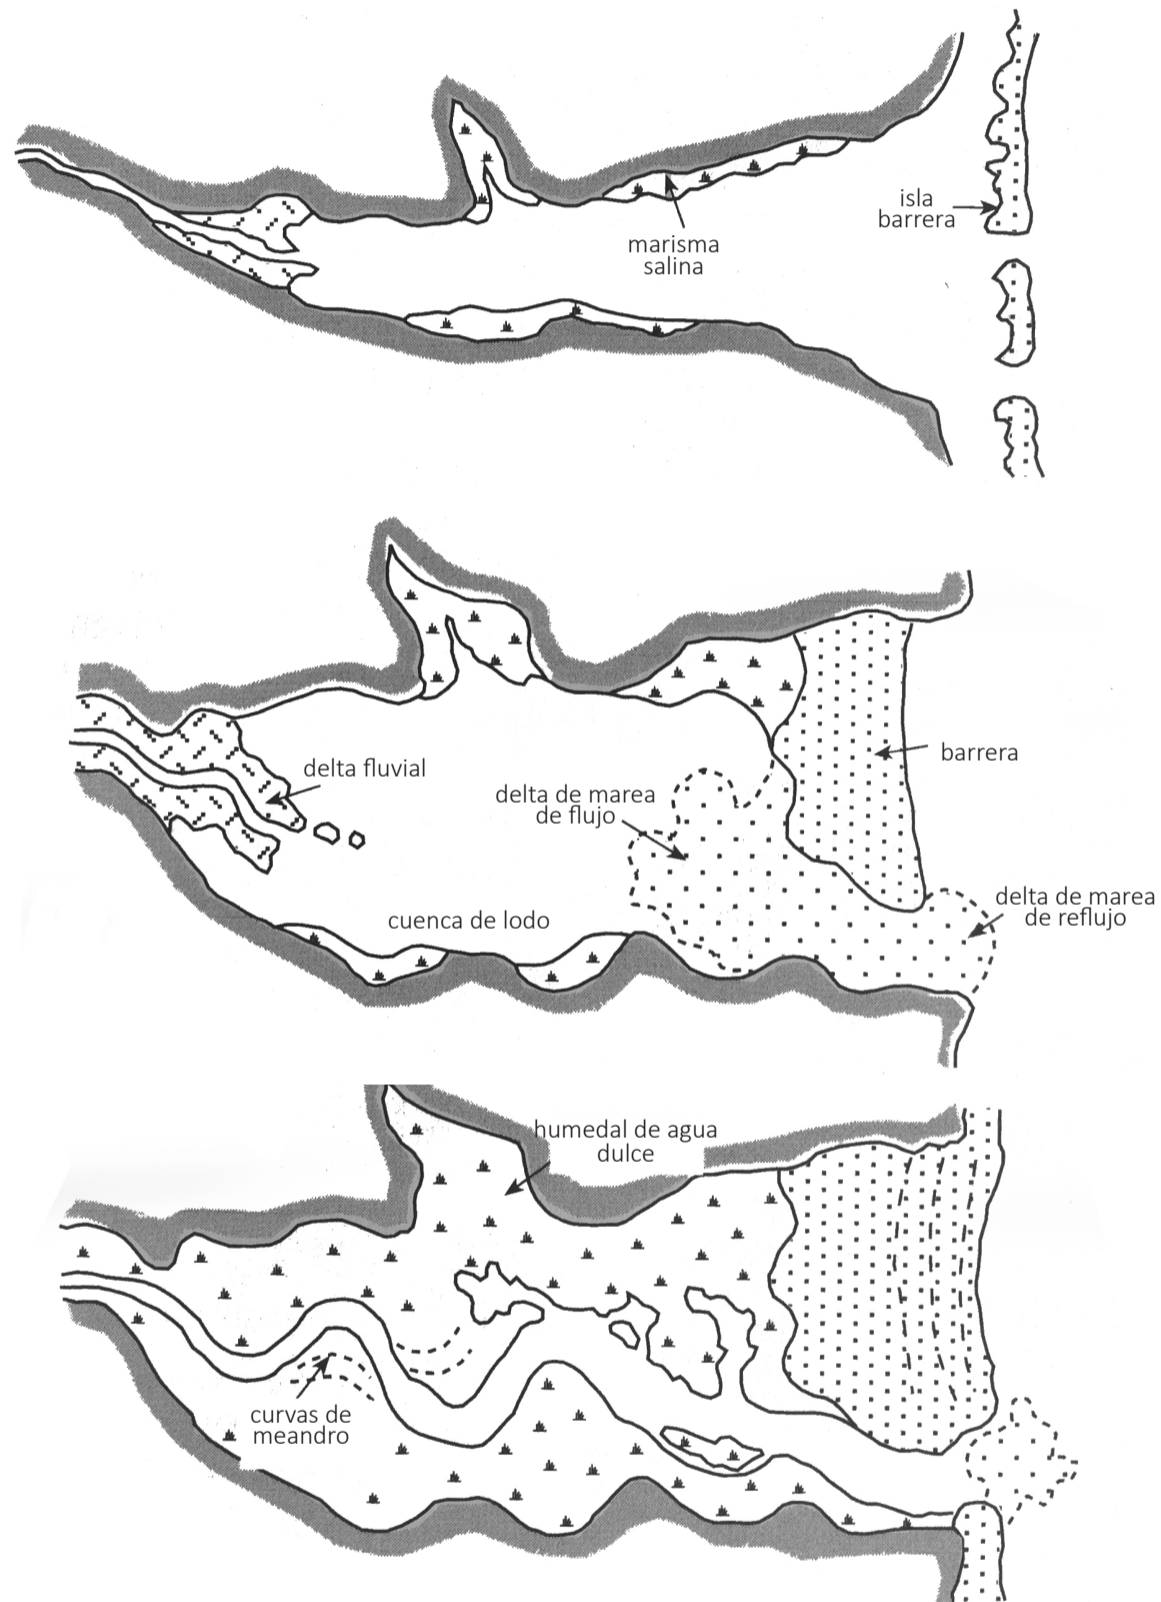 isla
barrera
marisma
salina
delta fluvial
barrera
delta de marea
de flujo
delta de marea
de reflujo
cuenca de lodo
humedal de agua
dulce
curvas de
meandro